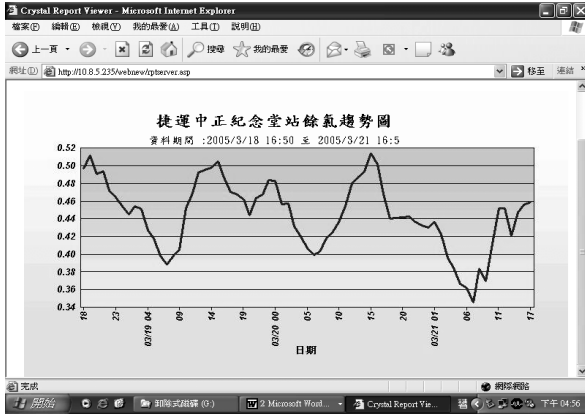 Crystal Report Viewer - Microsoft Internet Explorer
檔案(F) 編輯(E) 檢視(V) 我的最愛(A) 工具(T) 說明(H)
上一頁 搜尋 我的最愛
網址(D) http://10.8.5.235/webnew/rptserver.asp 移至 連結
捷運中正紀念堂站餘氯趨勢圖
資料期間 :2005/3/18 16:50 至 2005/3/21 16:5
0.52
0.50
0.48
0.46
0.44
0.42
0.40
0.38
0.36
0.34
18 23 03/19 04 09 14 19 03/20 00 05 10 15 20 03/21 01 06 11 17
日期
完成 網際網路
開始 卸除式磁碟 (G:) 2 Microsoft Word... Crystal Report Vie... 下午 04:56